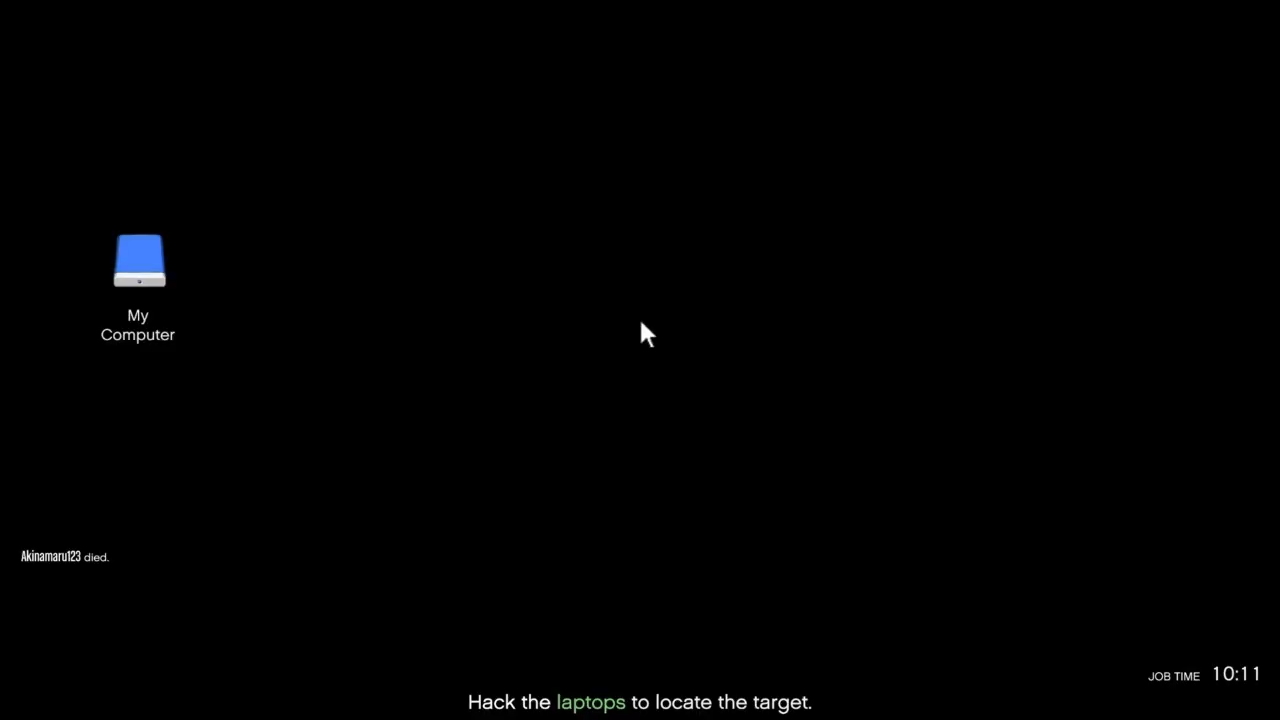 My
Computer
Akinamaru123 died.
JOB TIME 10:11
Hack the laptops to locate the target.